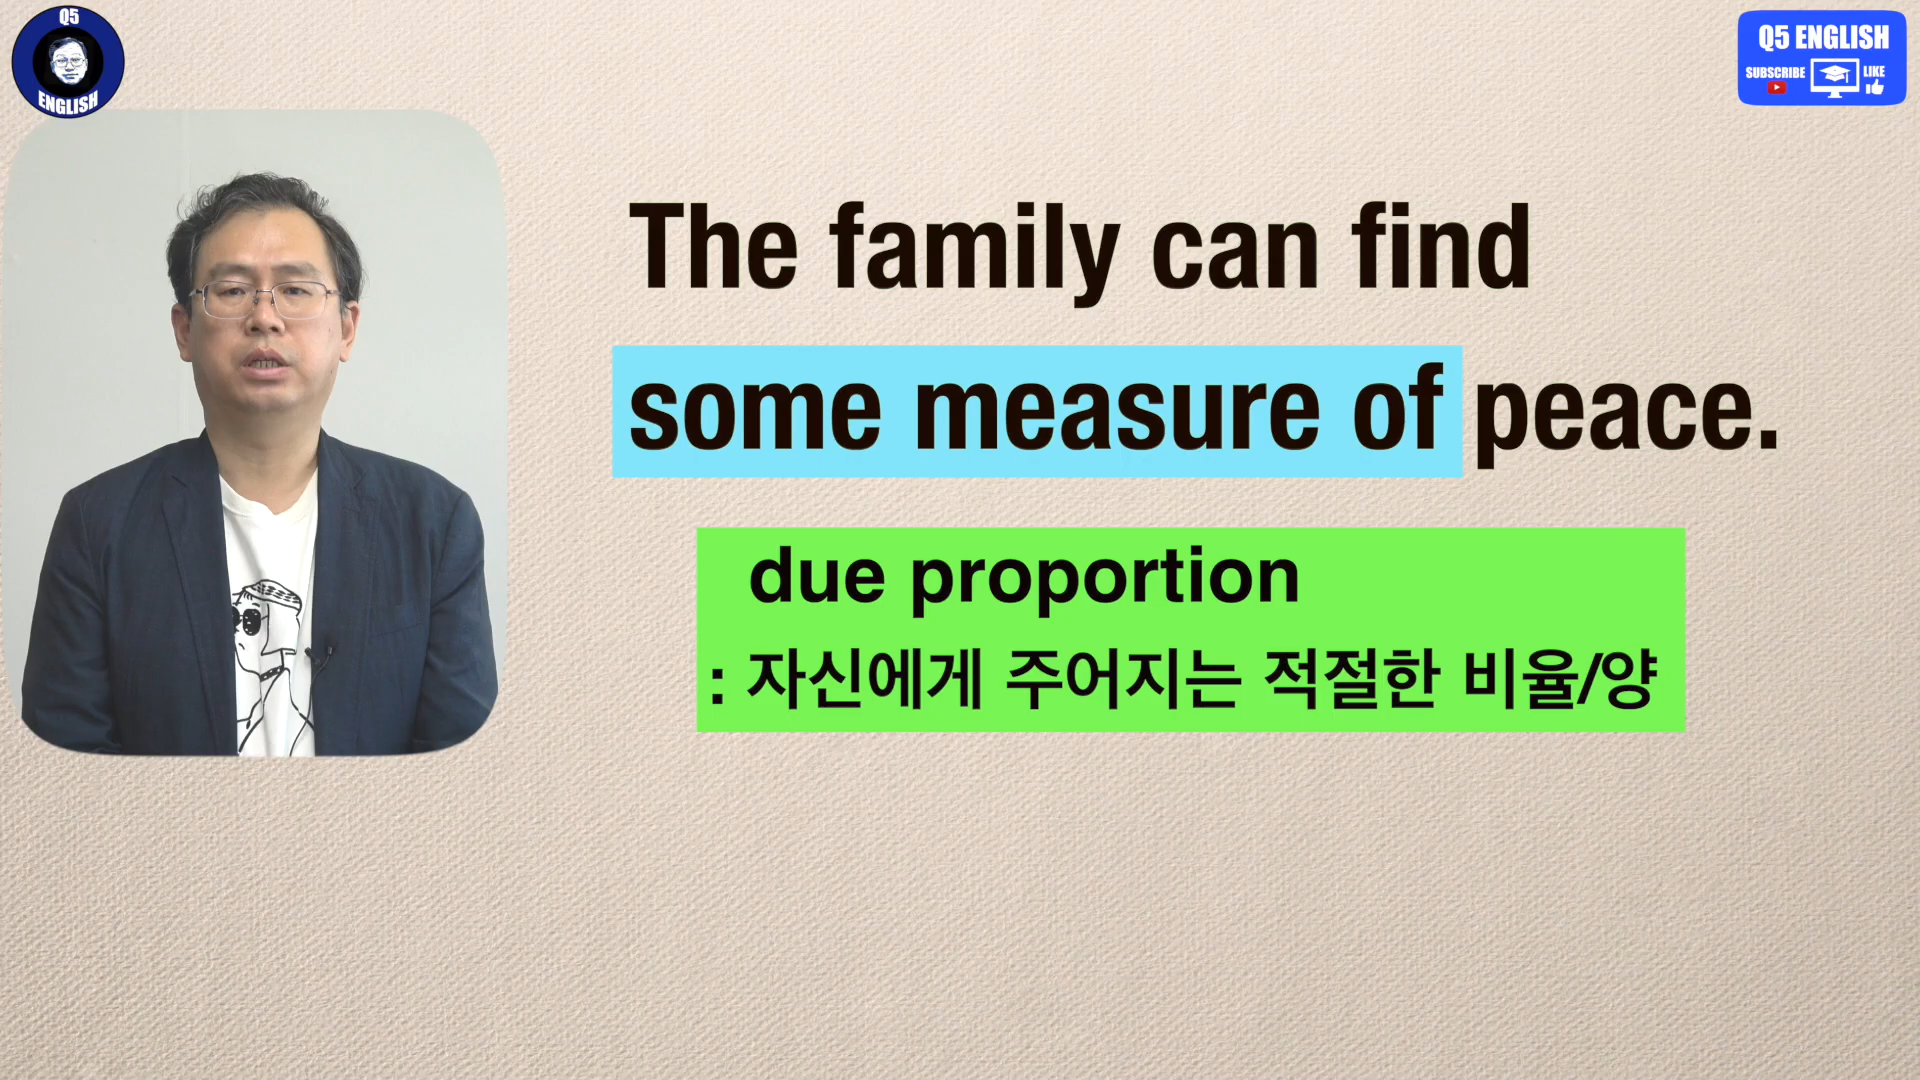 Q5
ENGLISH
Q5 ENGLISH
SUBSCRIBE
LIKE
The family can find
some measure of peace.
due proportion
: 자신에게 주어지는 적절한 비율/양